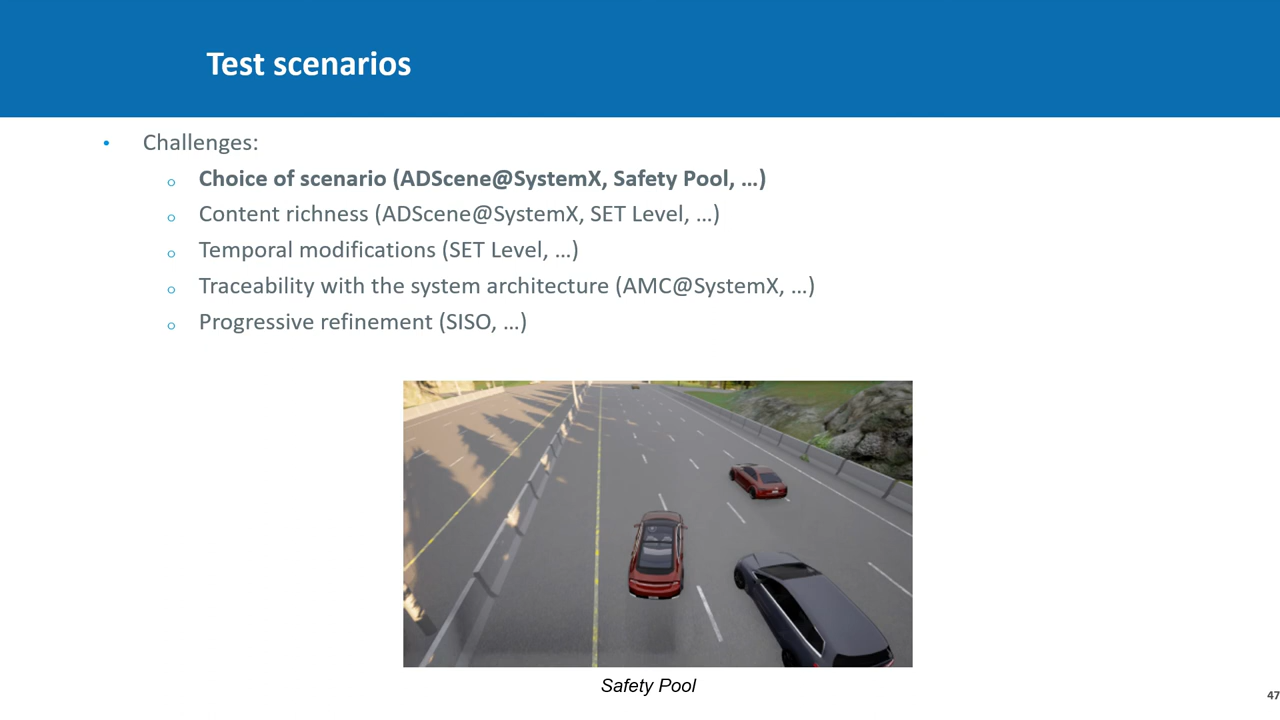 Test scenarios
• Challenges:
o Choice of scenario (ADScene@SystemX, Safety Pool, …)
o Content richness (ADScene@SystemX, SET Level, …)
o Temporal modifications (SET Level, …)
o Traceability with the system architecture (AMC@SystemX, …)
o Progressive refinement (SISO, …)
Safety Pool
47